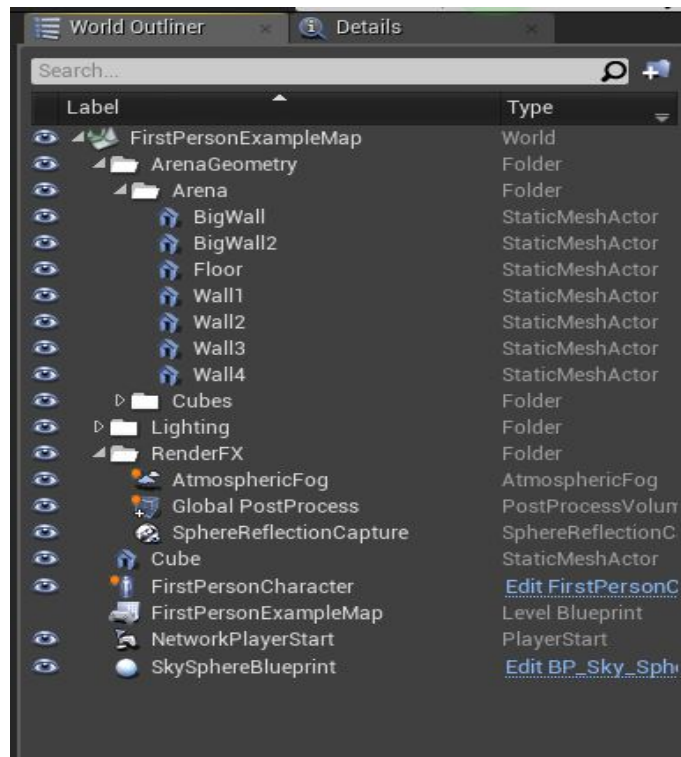 World Outliner Details
Search...
Label Type
FirstPersonExampleMap World
ArenaGeometry Folder
Arena Folder
BigWall StaticMeshActor
BigWall2 StaticMeshActor
Floor StaticMeshActor
Wall1 StaticMeshActor
Wall2 StaticMeshActor
Wall3 StaticMeshActor
Wall4 StaticMeshActor
Cubes Folder
Lighting Folder
RenderFX Folder
AtmosphericFog AtmosphericFog
Global PostProcess PostProcessVolum
SphereReflectionCapture SphereReflectionC
Cube StaticMeshActor
FirstPersonCharacter Edit FirstPersonC
FirstPersonExampleMap Level Blueprint
NetworkPlayerStart PlayerStart
SkySphereBlueprint Edit BP_Sky_Sph